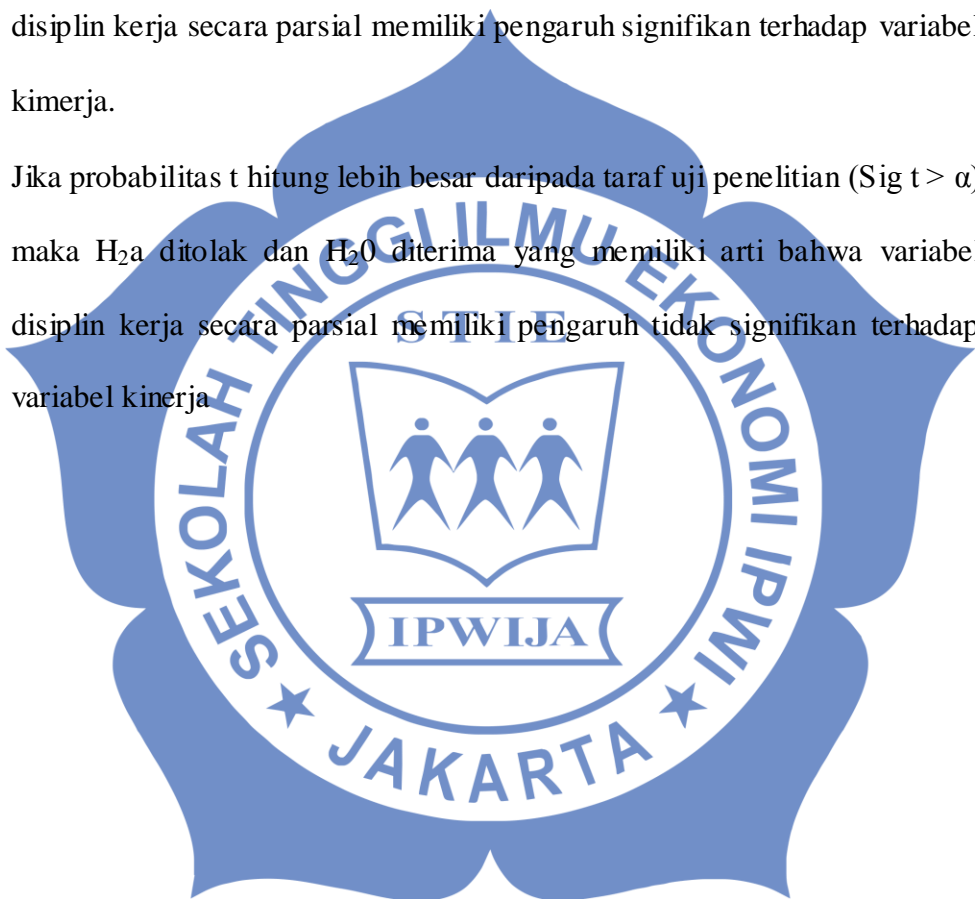 disiplin kerja secara parsial memiliki pengaruh signifikan terhadap variabel
kimerja.
Jika probabilitas t hitung lebih besar daripada taraf uji penelitian (Sig t > α)
maka H₂a ditolak dan H₂0 diterima yang memiliki arti bahwa variabel
disiplin kerja secara parsial memiliki pengaruh tidak signifikan terhadap
variabel kinerja
SEKOLAH TINGGI ILMU EKONOMI IPWI
STIE
IPWIJA
JAKARTA